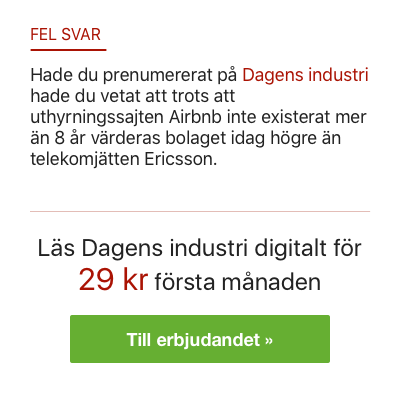 FEL SVAR
Hade du prenumererat på Dagens industri
hade du vetat att trots att
uthyrningssajten Airbnb inte existerat mer
än 8 år värderas bolaget idag högre än
telekomjätten Ericsson.
Läs Dagens industri digitalt för
29 kr första månaden
Till erbjudandet »